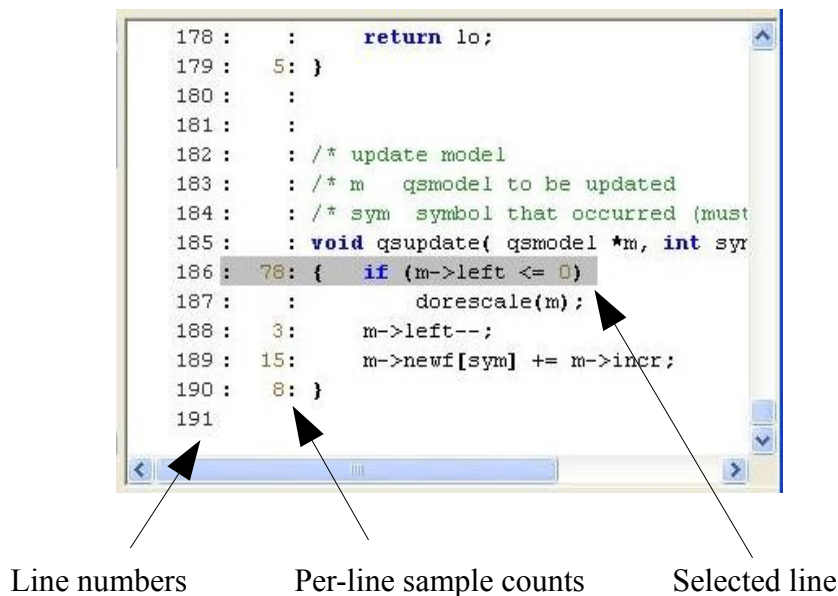 178 :      :     return lo;
179 :     5: }
180 :      :
181 :      :
182 :      : /* update model
183 :      : /* m   qsmodel to be updated
184 :      : /* sym  symbol that occurred (must
185 :      : void qsupdate( qsmodel *m, int syn
186 :    78: {   if (m->left <= 0)
187 :      :         dorescale(m);
188 :     3:     m->left--;
189 :    15:     m->newf[sym] += m->incr;
190 :     8: }
191
Line numbers Per-line sample counts Selected line